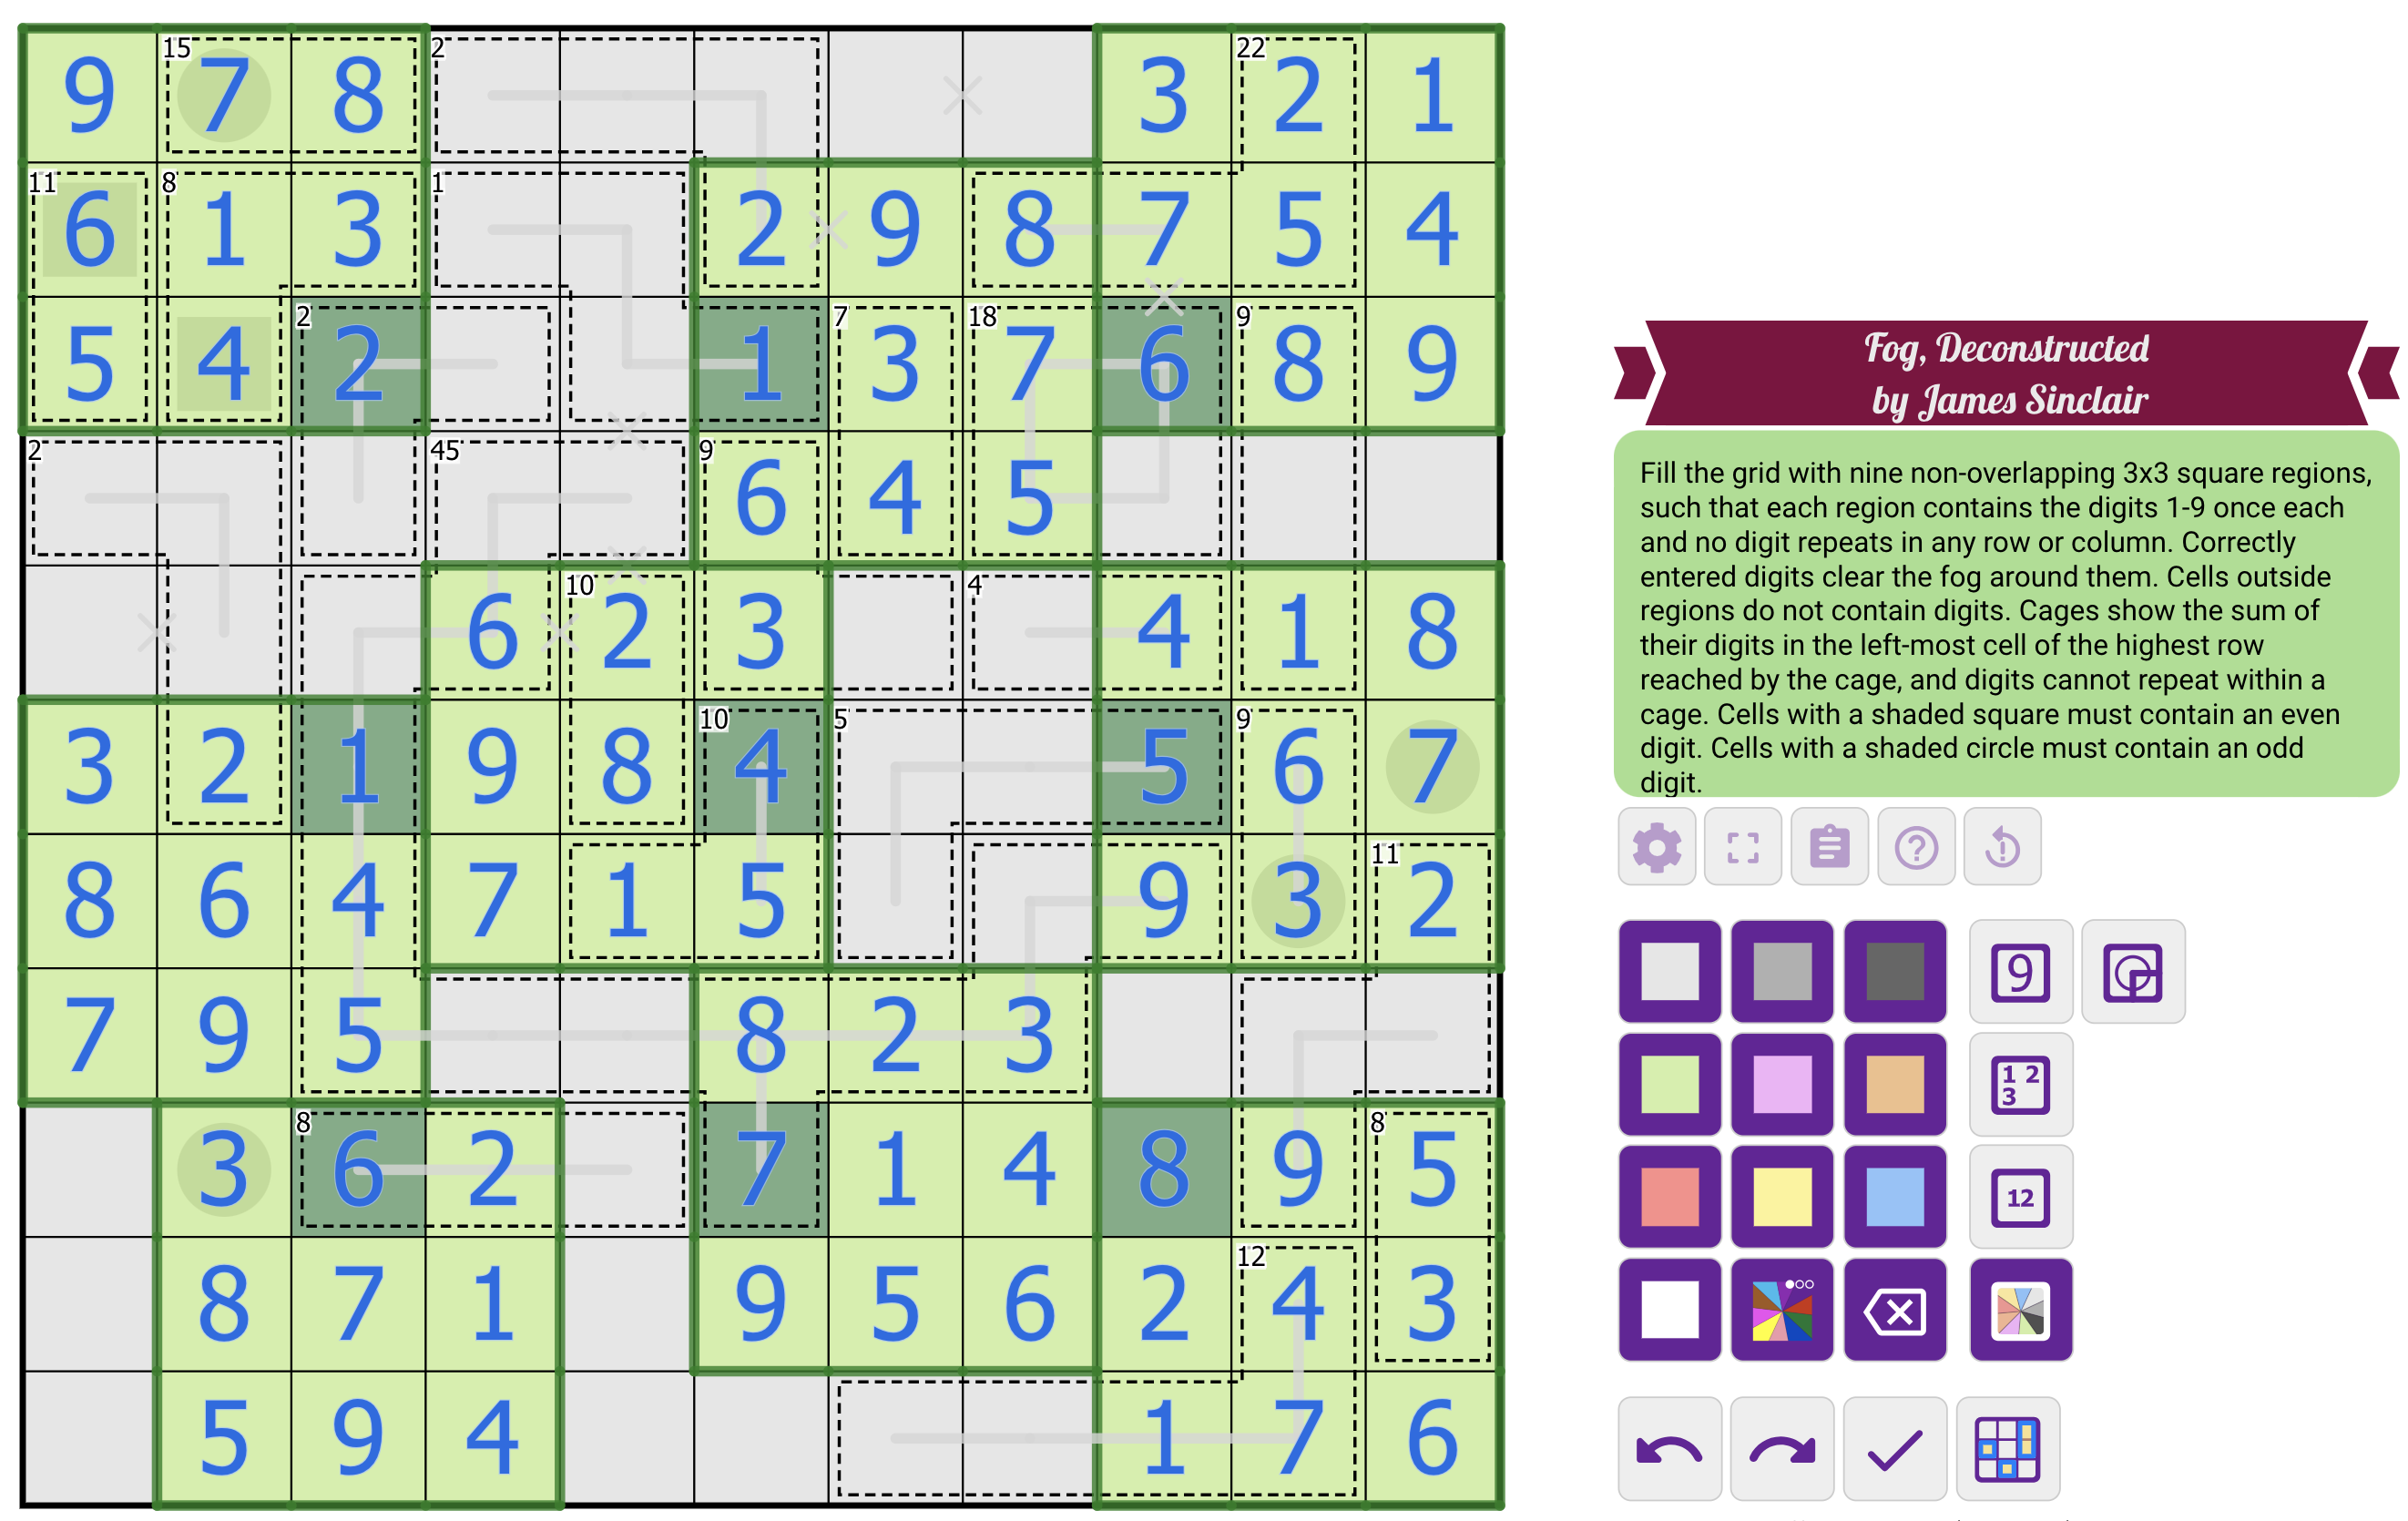 15 2 22
9 7 8 3 2 1
11 8 1
6 1 3 2 9 8 7 5 4
2 7 18 9
5 4 2 1 3 7 6 8 9
2 45 9
6 4 5
10 4
6 2 3 4 1 8
10 5 9
3 2 1 9 8 4 5 6 7
11
8 6 4 7 1 5 9 3 2
7 9 5 8 2 3
8 8
3 6 2 7 1 4 8 9 5
12
8 7 1 9 5 6 2 4 3
5 9 4 1 7 6
Fog, Deconstructed
by James Sinclair
Fill the grid with nine non-overlapping 3x3 square regions,
such that each region contains the digits 1-9 once each
and no digit repeats in any row or column. Correctly
entered digits clear the fog around them. Cells outside
regions do not contain digits. Cages show the sum of
their digits in the left-most cell of the highest row
reached by the cage, and digits cannot repeat within a
cage. Cells with a shaded square must contain an even
digit. Cells with a shaded circle must contain an odd
digit.
9
1 2
3
12